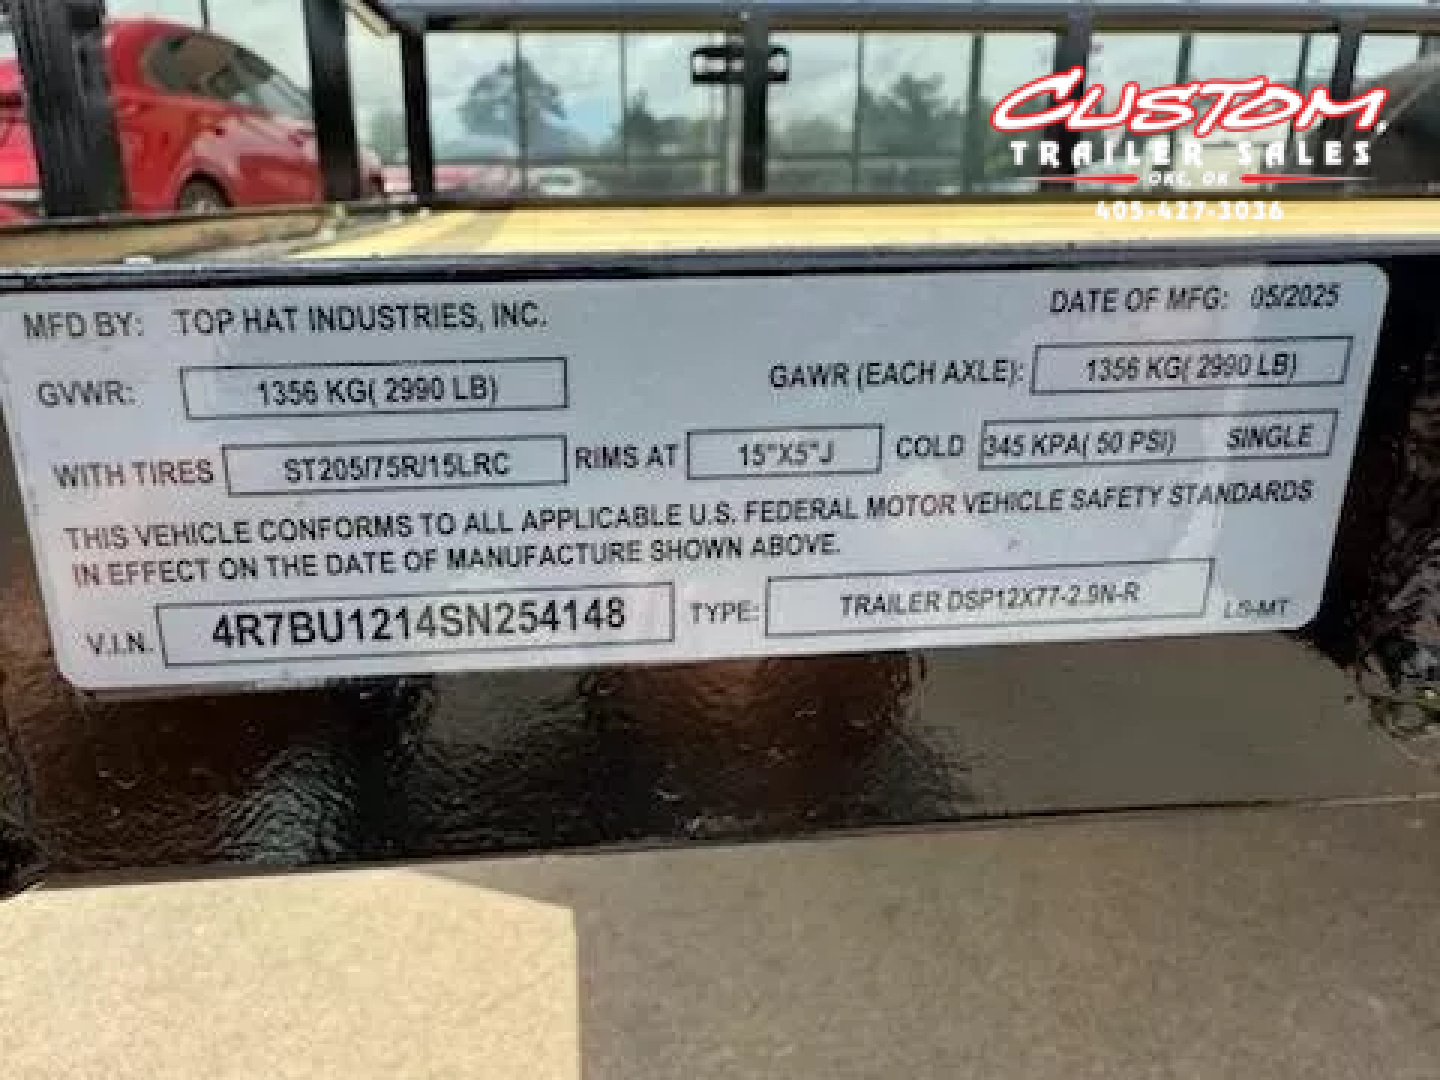 CUSTOM
TRAILER SALES
OKC, OK
405-427-3036
MFD BY: TOP HAT INDUSTRIES, INC. DATE OF MFG: 05/2025
GVWR: 1356 KG( 2990 LB) GAWR (EACH AXLE): 1356 KG( 2990 LB)
WITH TIRES ST205/75R/15LRC RIMS AT 15"X5"J COLD 345 KPA( 50 PSI) SINGLE
THIS VEHICLE CONFORMS TO ALL APPLICABLE U.S. FEDERAL MOTOR VEHICLE SAFETY STANDARDS
IN EFFECT ON THE DATE OF MANUFACTURE SHOWN ABOVE.
V.I.N. 4R7BU1214SN254148 TYPE: TRAILER DSP12X77-2.9N-R